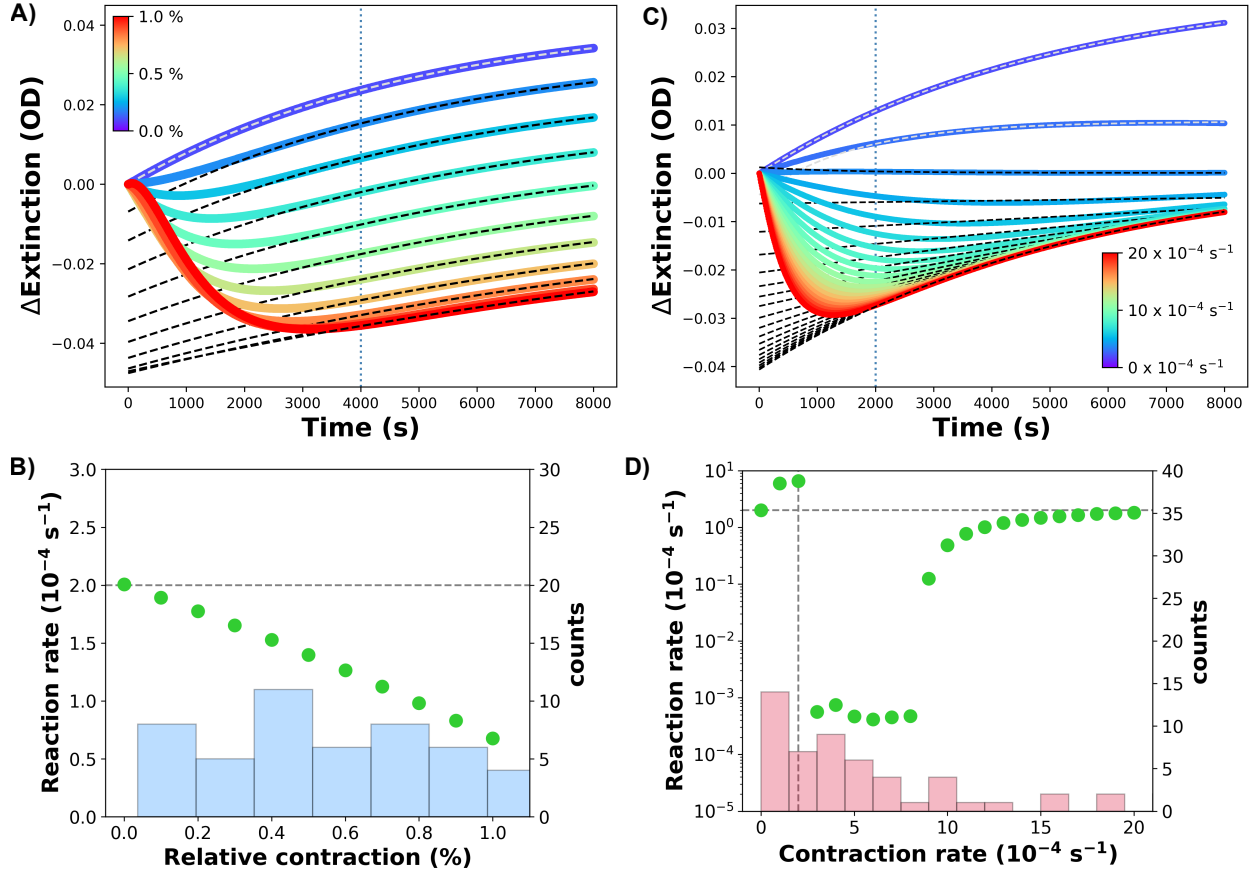 A)
ΔExtinction (OD)
0.04
0.02
0.00
−0.02
−0.04
1.0 %
0.5 %
0.0 %
0 1000 2000 3000 4000 5000 6000 7000 8000
Time (s)
C)
ΔExtinction (OD)
0.03
0.02
0.01
0.00
−0.01
−0.02
−0.03
−0.04
20 x 10⁻⁴ s⁻¹
10 x 10⁻⁴ s⁻¹
0 x 10⁻⁴ s⁻¹
0 1000 2000 3000 4000 5000 6000 7000 8000
Time (s)
B)
Reaction rate (10⁻⁴ s⁻¹)
3.0
2.5
2.0
1.5
1.0
0.5
0.0
30
25
20
15
10
5
0
counts
0.0 0.2 0.4 0.6 0.8 1.0
Relative contraction (%)
D)
Reaction rate (10⁻⁴ s⁻¹)
10¹
10⁰
10⁻¹
10⁻²
10⁻³
10⁻⁴
10⁻⁵
40
35
30
25
20
15
10
5
0
counts
0 5 10 15 20
Contraction rate (10⁻⁴ s⁻¹)